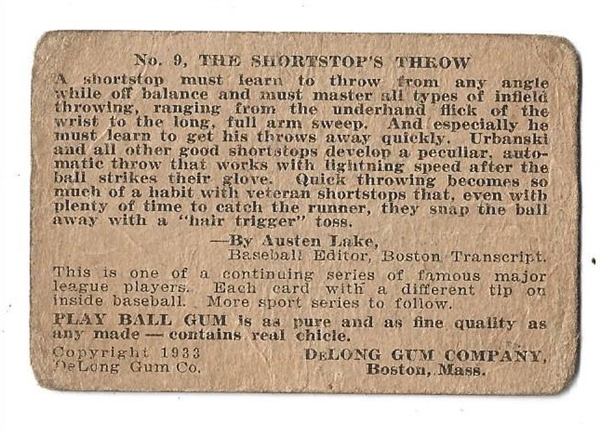 No. 9, THE SHORTSTOP'S THROW
A shortstop must learn to throw from any angle
while off balance and must master all types of infield
throwing, ranging from the underhand flick of the
wrist to the long, full arm sweep. And especially he
must learn to get his throws away quickly. Urbanski
and all other good shortstops develop a peculiar, auto-
matic throw that works with lightning speed after the
ball strikes their glove. Quick throwing becomes so
much of a habit with veteran shortstops that, even with
plenty of time to catch the runner, they snap the ball
away with a "hair trigger" toss.
—By Austen Lake,
Baseball Editor, Boston Transcript.
This is one of a continuing series of famous major
league players. Each card with a different tip on
inside baseball. More sport series to follow.
PLAY BALL GUM is as pure and as fine quality as
any made — contains real chicle.
Copyright 1933 DeLONG GUM COMPANY,
DeLong Gum Co. Boston, Mass.